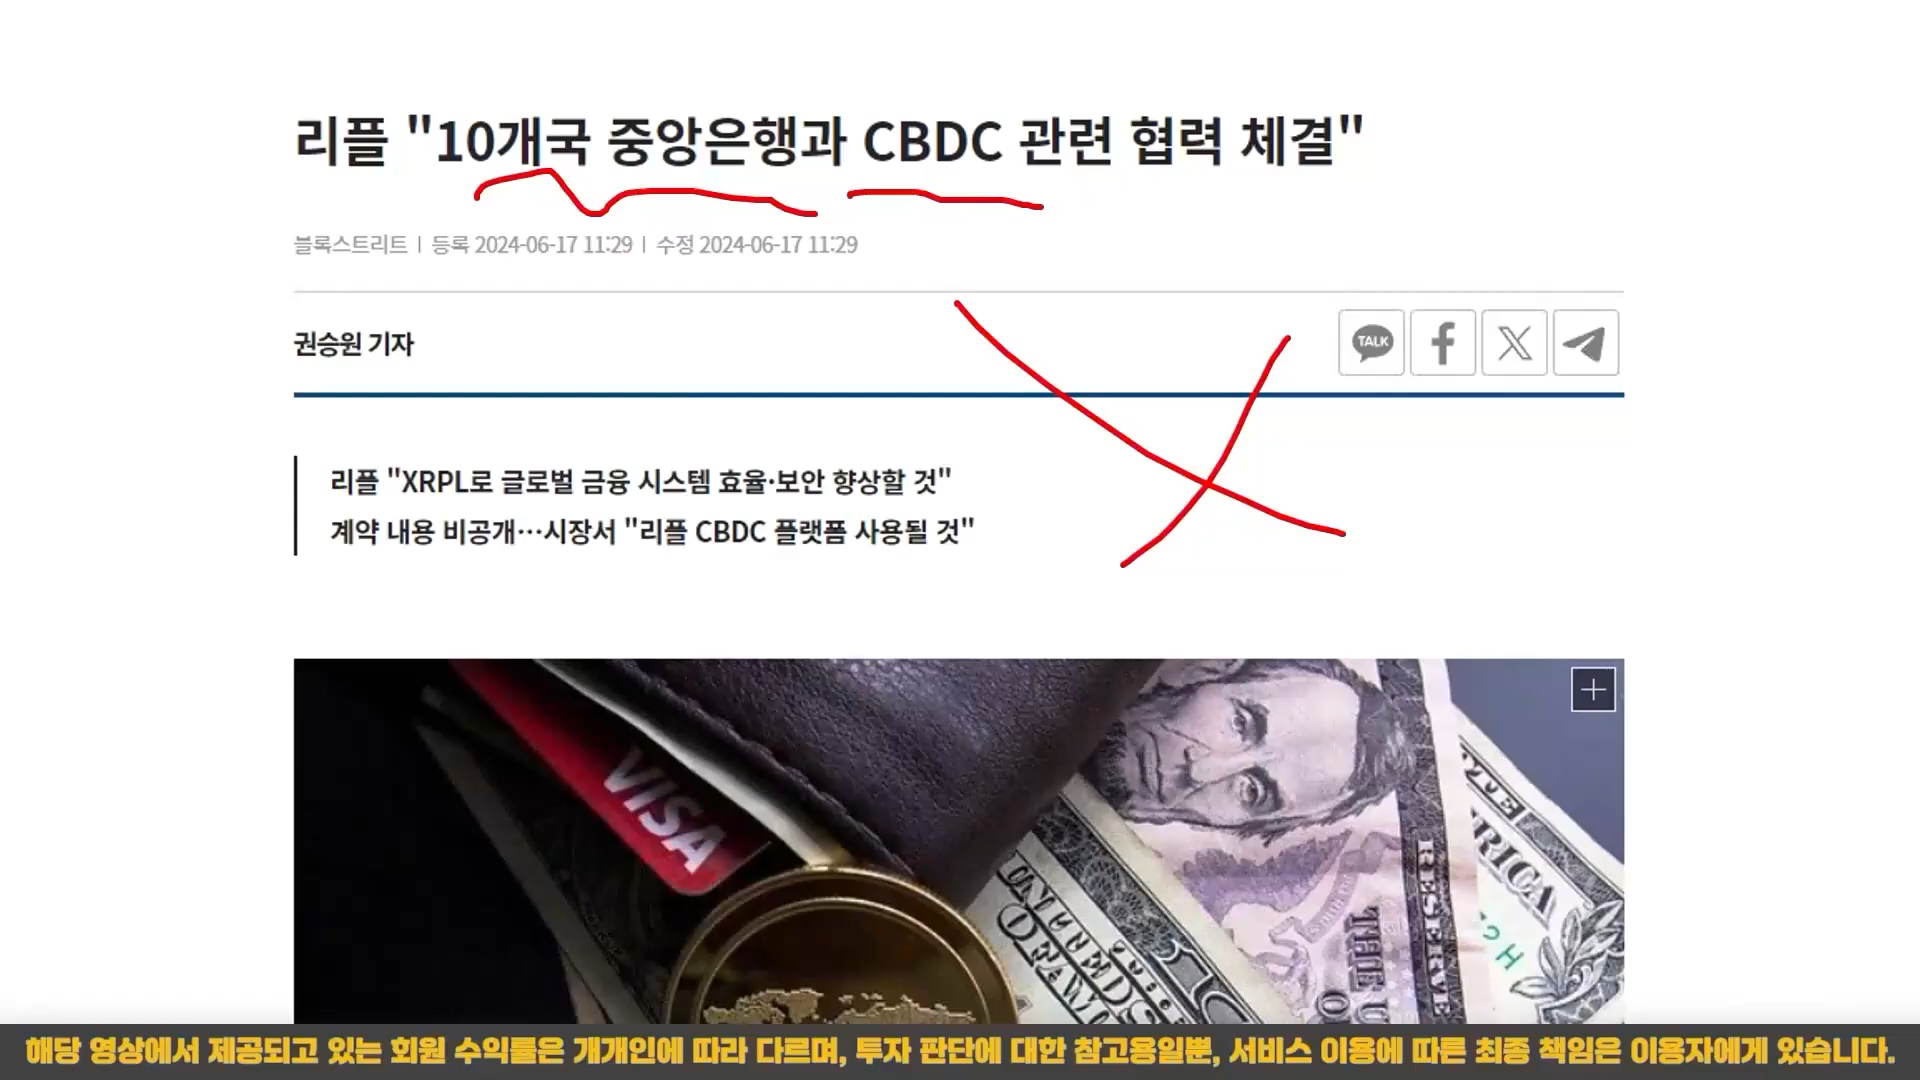 리플 "10개국 중앙은행과 CBDC 관련 협력 체결"
블록스트리트 | 등록 2024-06-17 11:29 | 수정 2024-06-17 11:29
권승원 기자
TALK
리플 "XRPL로 글로벌 금융 시스템 효율·보안 향상할 것"
계약 내용 비공개…시장서 "리플 CBDC 플랫폼 사용될 것"
VISA
RESERVE
THE U
RICA
해당 영상에서 제공되고 있는 회원 수익률은 개개인에 따라 다르며, 투자 판단에 대한 참고용일뿐, 서비스 이용에 따른 최종 책임은 이용자에게 있습니다.